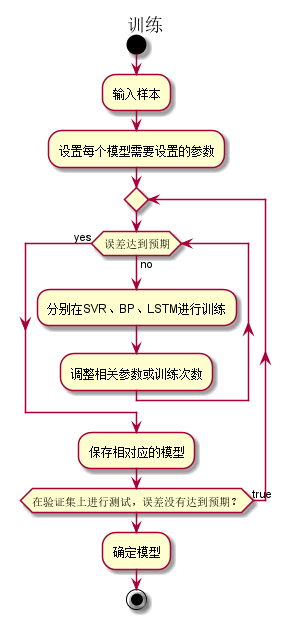 训练
输入样本
设置每个模型需要设置的参数
yes
误差达到预期
no
分别在SVR、BP、LSTM进行训练
调整相关参数或训练次数
保存相对应的模型
在验证集上进行测试，误差没有达到预期？
true
确定模型